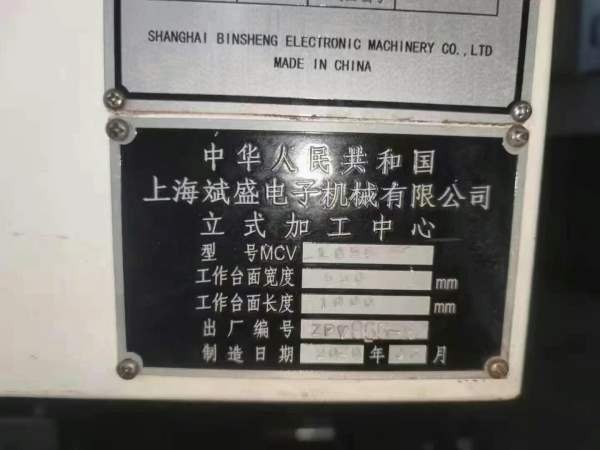 SHANGHAI BINSHENG ELECTRONIC MACHINERY CO.,LTD
MADE IN CHINA
中华人民共和国
上海斌盛电子机械有限公司
立式加工中心
型 号MCV
工作台面宽度 mm
工作台面长度 mm
出厂编号
制造日期 年 月